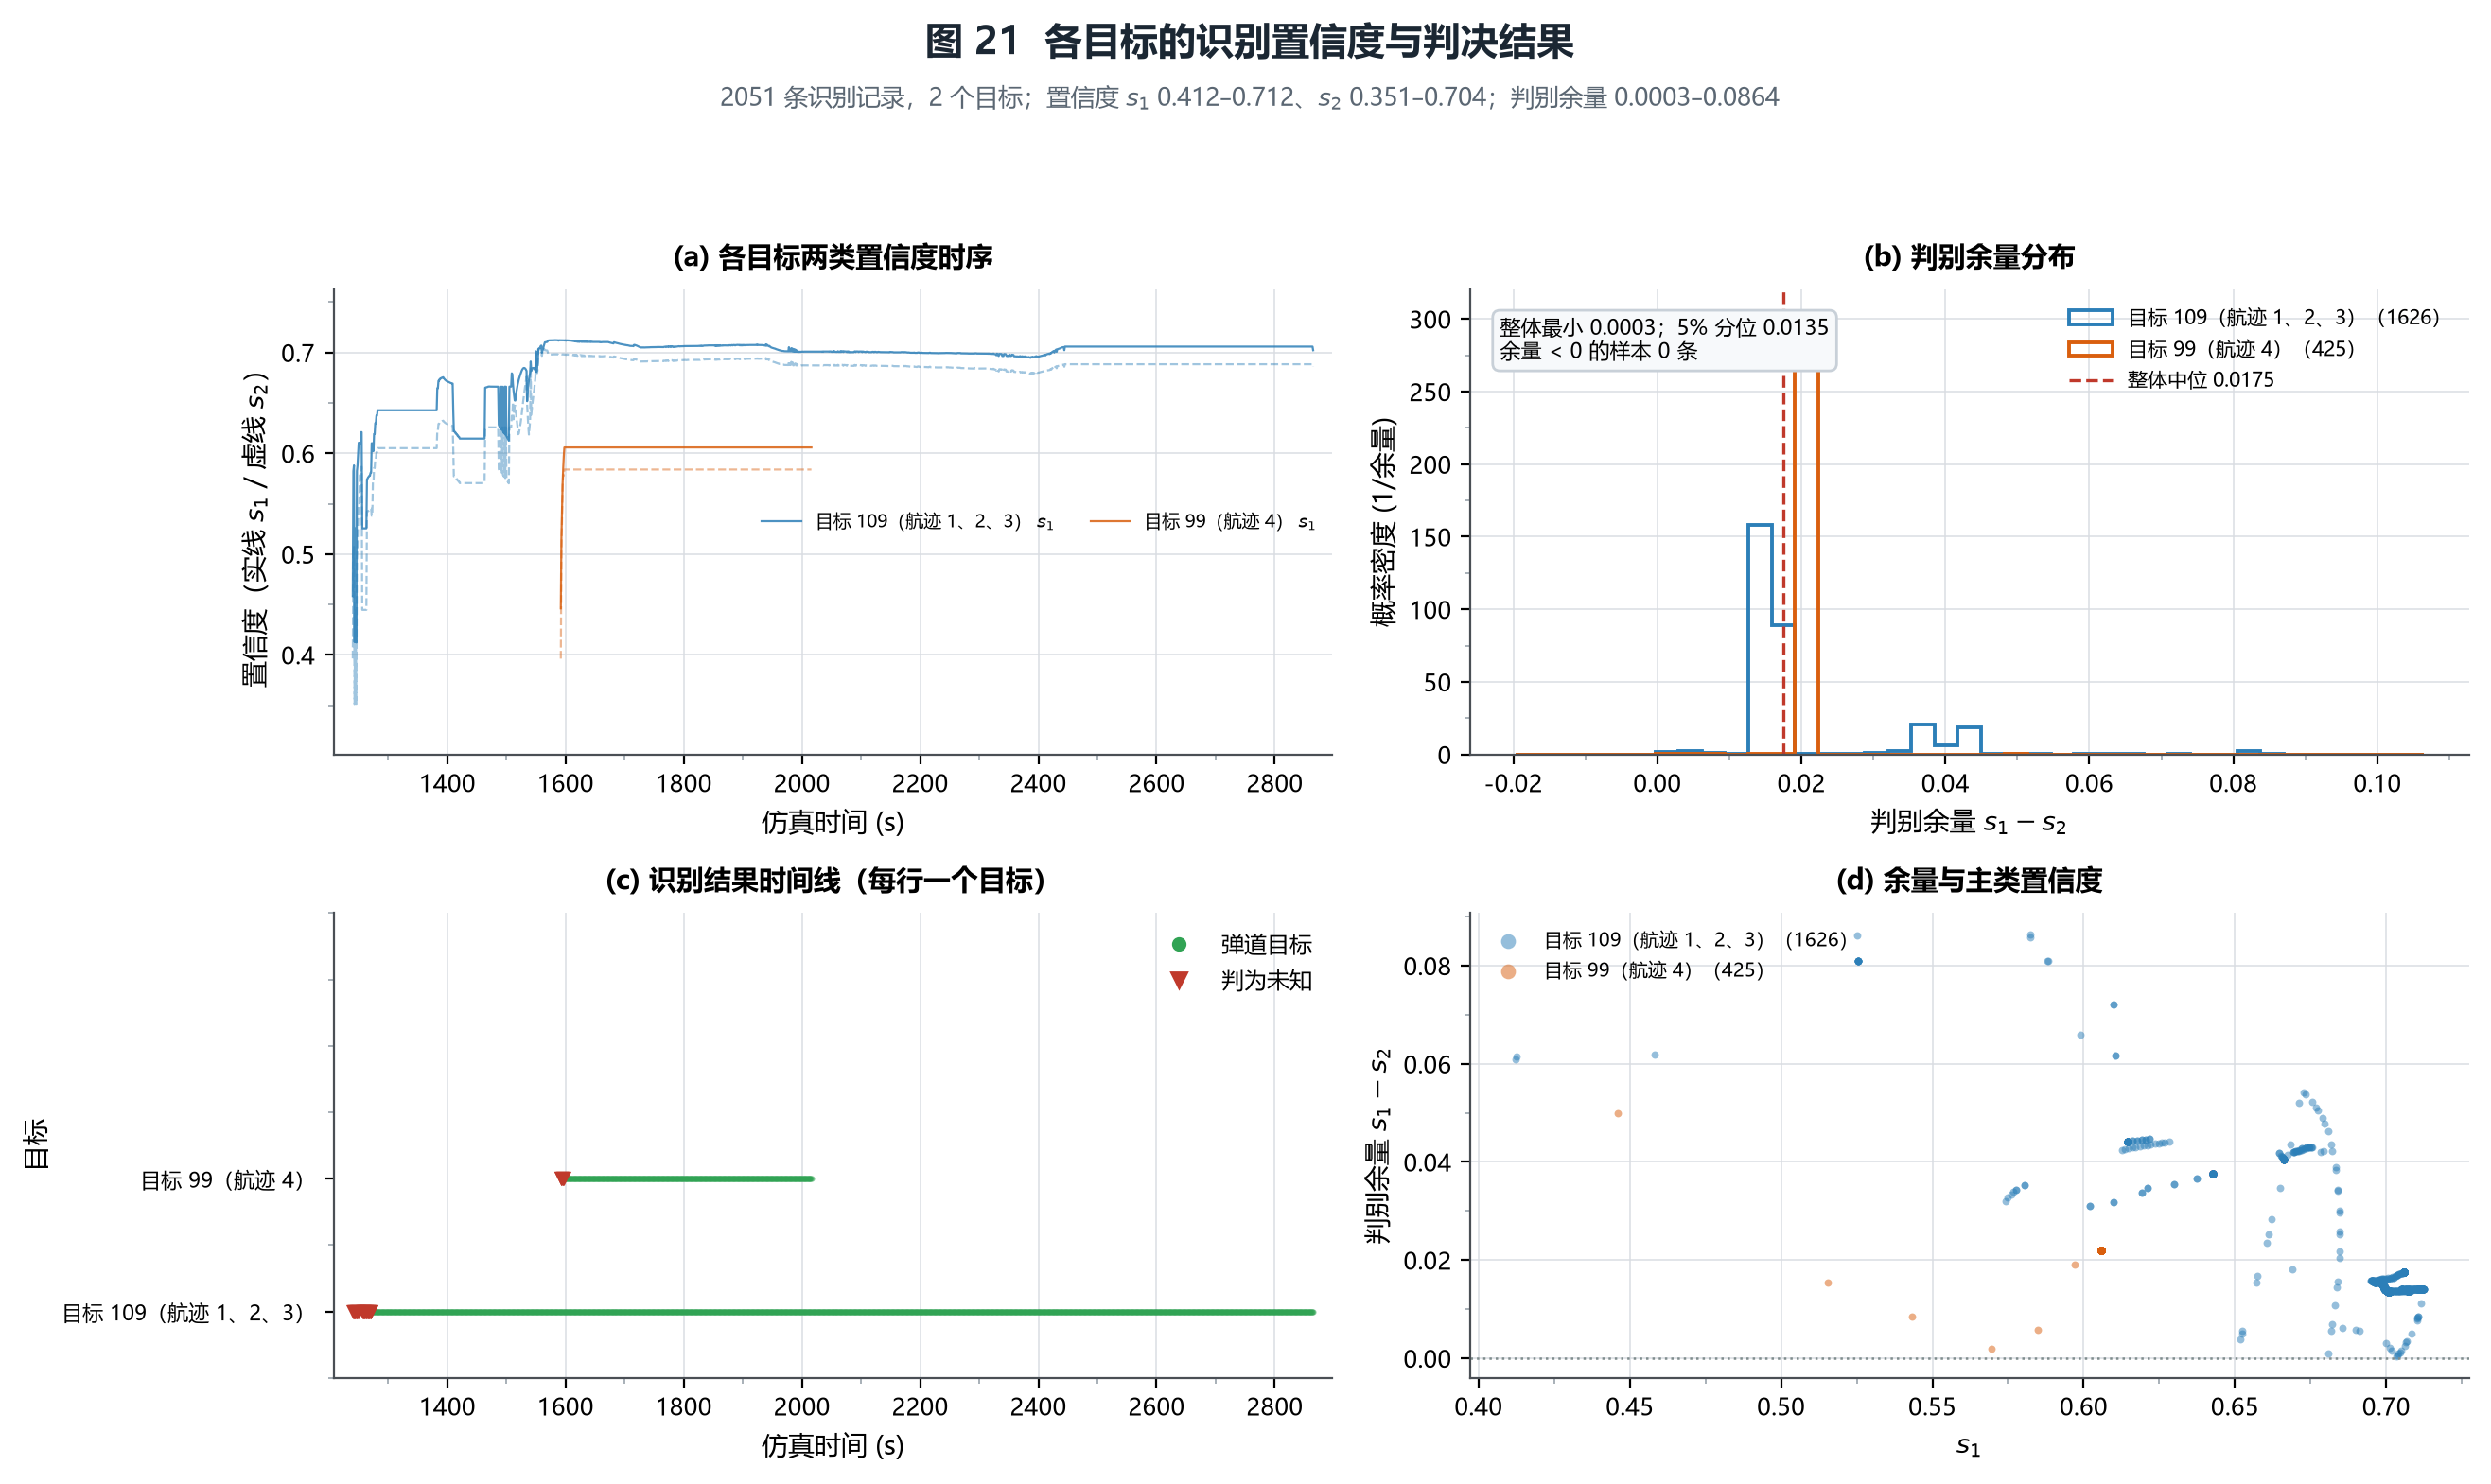 图 21 各目标的识别置信度与判决结果
2051 条识别记录，2 个目标；置信度 s₁ 0.412–0.712、s₂ 0.351–0.704；判别余量 0.0003–0.0864
(a) 各目标两类置信度时序
置信度（实线 s₁ / 虚线 s₂）
0.7
0.6
0.5
0.4
目标 109（航迹 1、2、3） s₁
目标 99（航迹 4） s₁
1400 1600 1800 2000 2200 2400 2600 2800
仿真时间 (s)
(b) 判别余量分布
概率密度 (1/余量)
300
250
200
150
100
50
0
整体最小 0.0003；5% 分位 0.0135
余量 < 0 的样本 0 条
目标 109（航迹 1、2、3）（1626）
目标 99（航迹 4）（425）
整体中位 0.0175
-0.02 0.00 0.02 0.04 0.06 0.08 0.10
判别余量 s₁ − s₂
(c) 识别结果时间线（每行一个目标）
目标
弹道目标
判为未知
目标 99（航迹 4）
目标 109（航迹 1、2、3）
1400 1600 1800 2000 2200 2400 2600 2800
仿真时间 (s)
(d) 余量与主类置信度
判别余量 s₁ − s₂
目标 109（航迹 1、2、3）（1626）
目标 99（航迹 4）（425）
0.08
0.06
0.04
0.02
0.00
0.40 0.45 0.50 0.55 0.60 0.65 0.70
s₁